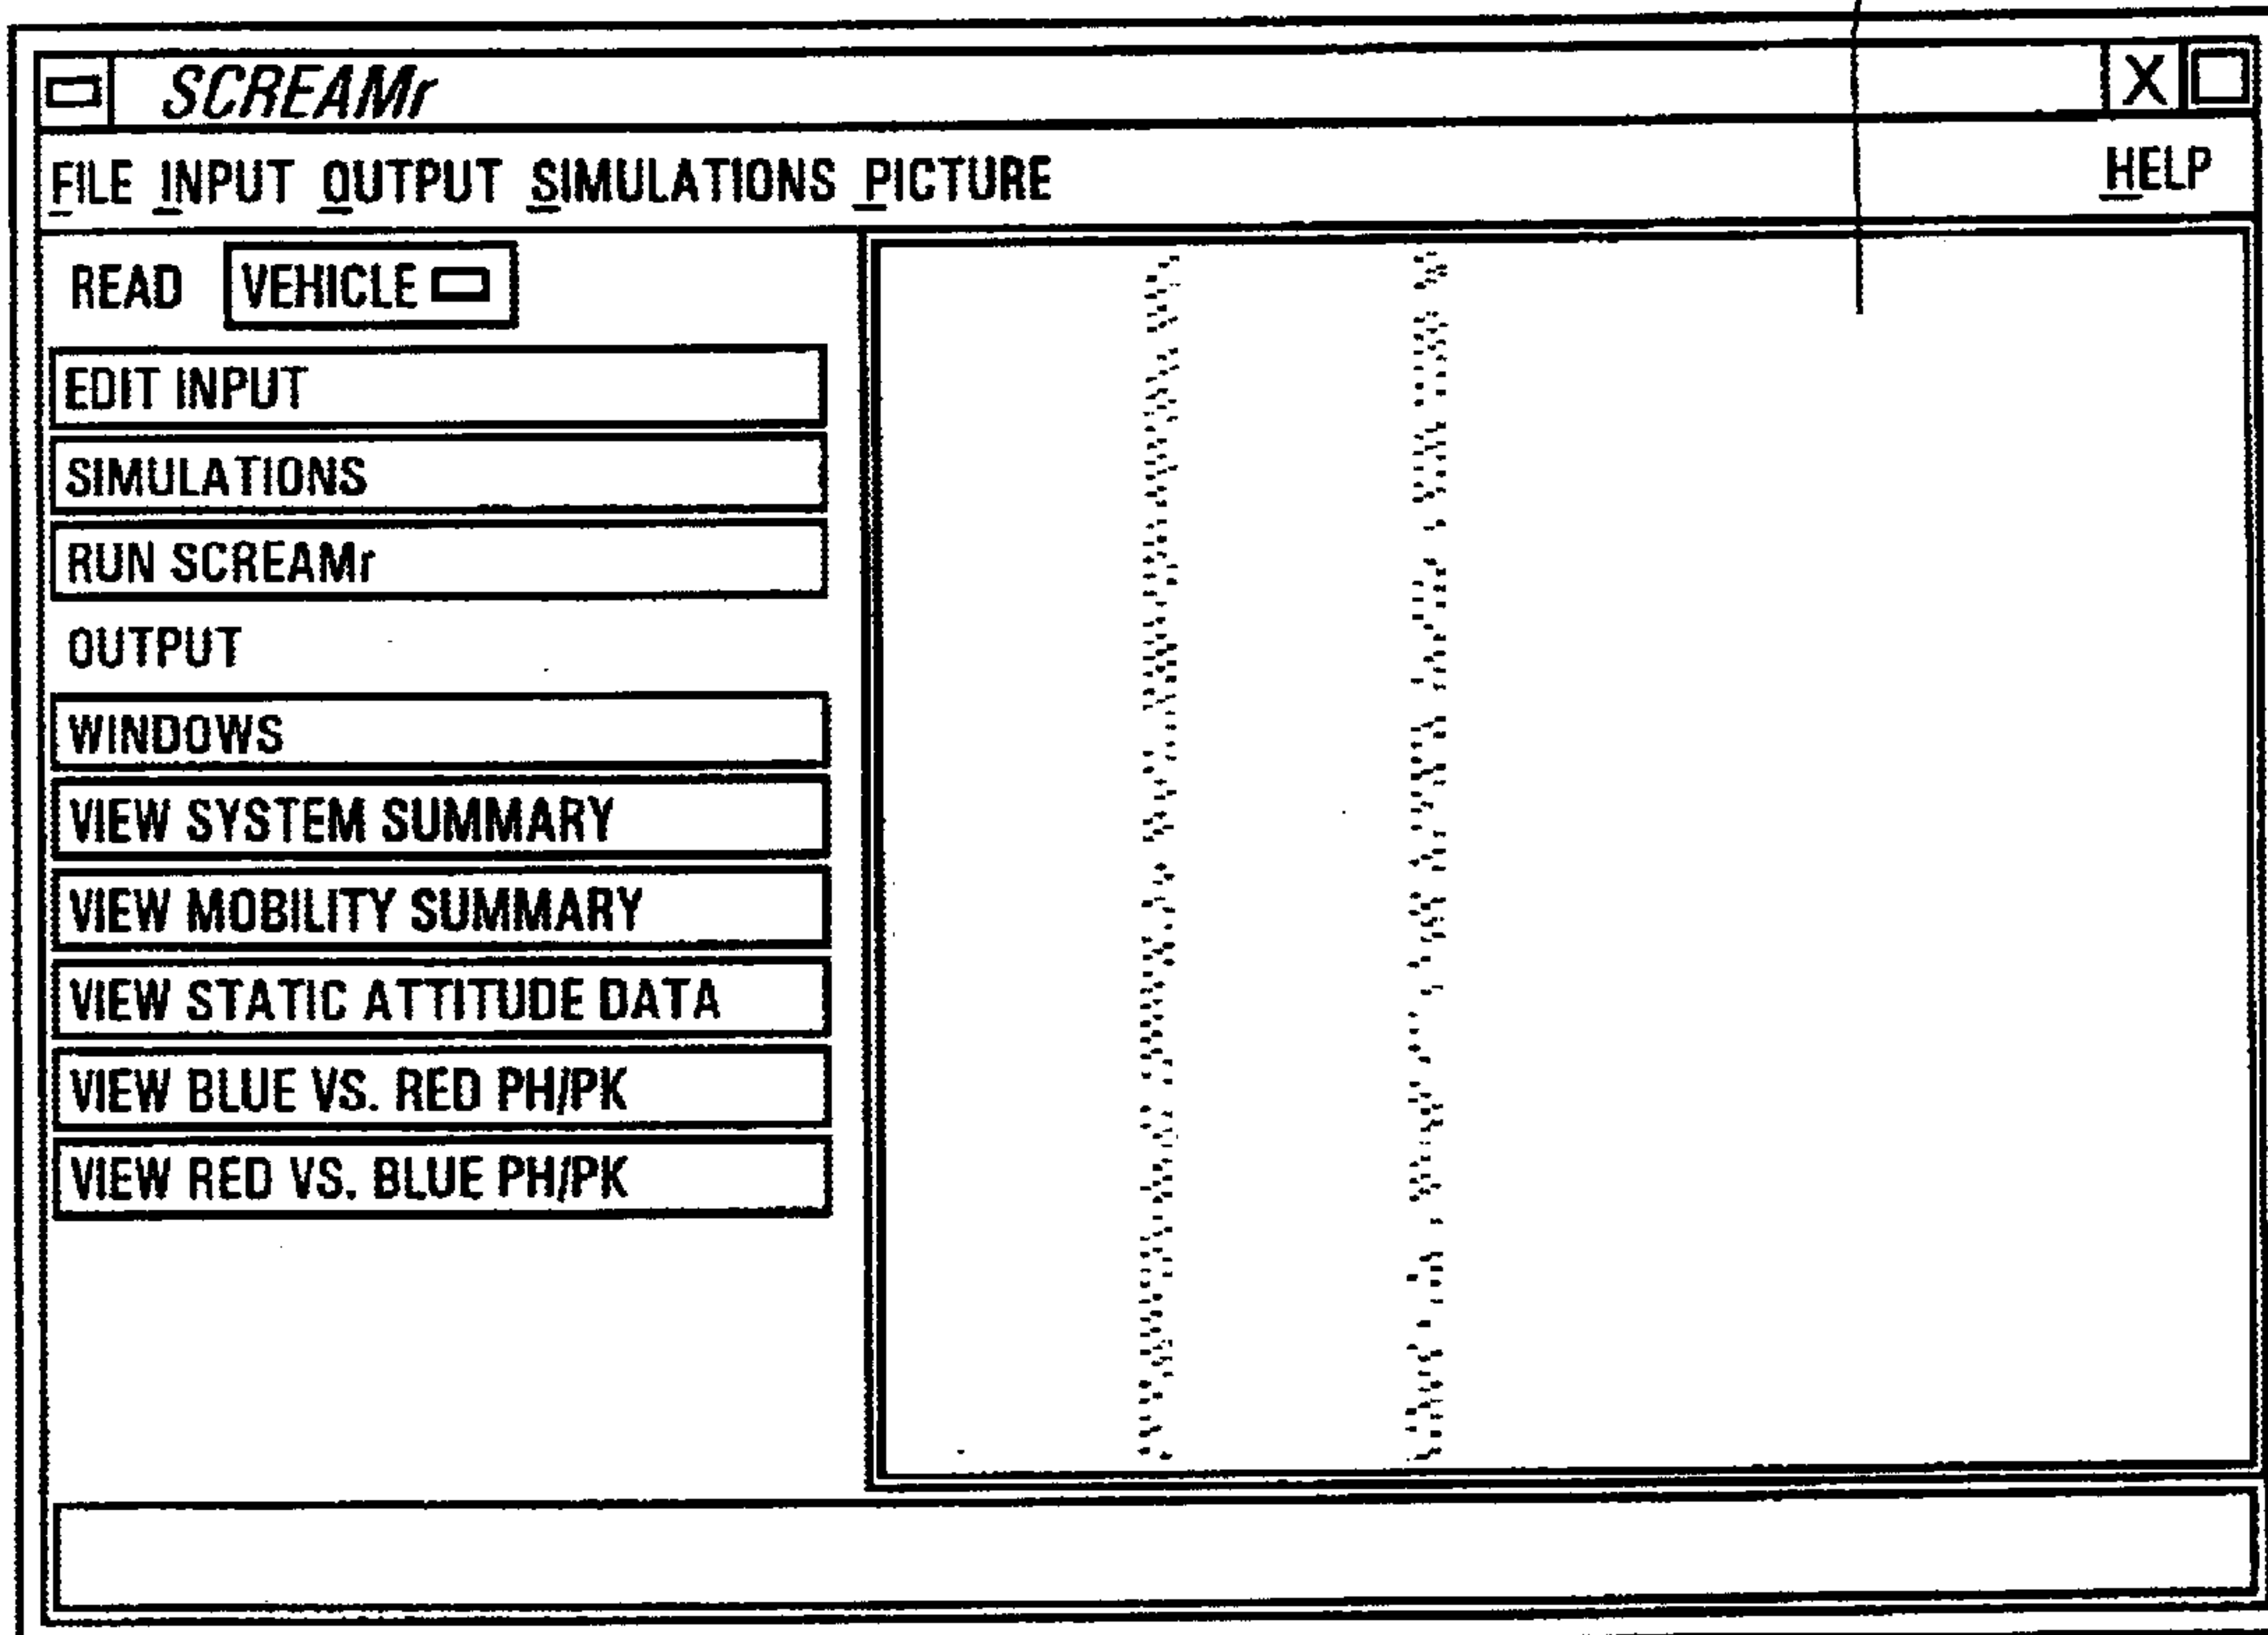 SCREAMr X
FILE INPUT OUTPUT SIMULATIONS PICTURE HELP
READ VEHICLE
EDIT INPUT
SIMULATIONS
RUN SCREAMr
OUTPUT
WINDOWS
VIEW SYSTEM SUMMARY
VIEW MOBILITY SUMMARY
VIEW STATIC ATTITUDE DATA
VIEW BLUE VS. RED PH/PK
VIEW RED VS. BLUE PH/PK